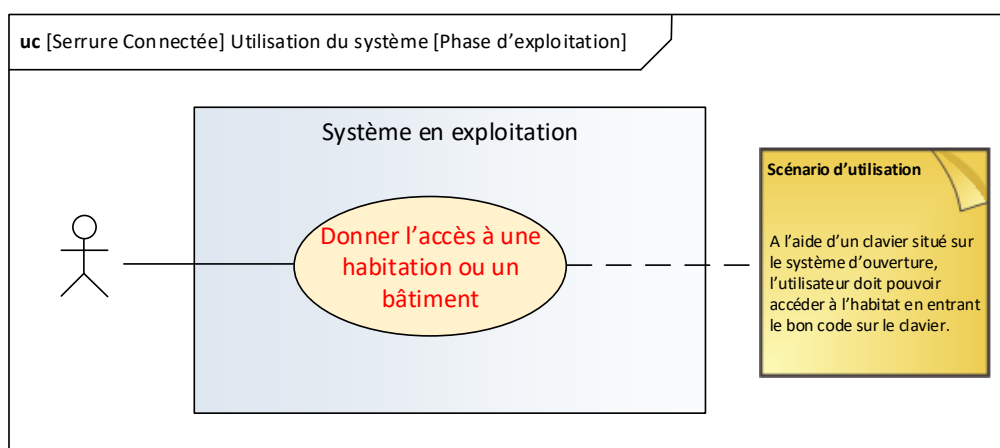 uc [Serrure Connectée] Utilisation du système [Phase d’exploitation]
Système en exploitation
Donner l’accès à une
habitation ou un
bâtiment
Scénario d’utilisation
A l’aide d’un clavier situé sur
le système d’ouverture,
l’utilisateur doit pouvoir
accéder à l’habitat en entrant
le bon code sur le clavier.